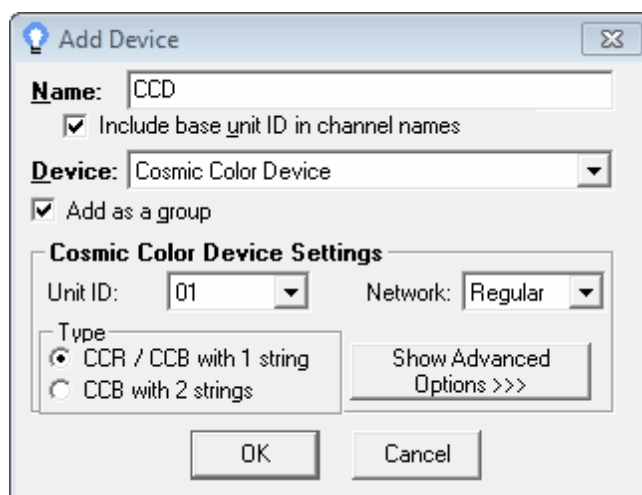 Add Device
Name: CCD
Include base unit ID in channel names
Device: Cosmic Color Device
Add as a group
Cosmic Color Device Settings
Unit ID: 01 Network: Regular
Type
CCR / CCB with 1 string
CCB with 2 strings
Show Advanced
Options >>>
OK Cancel